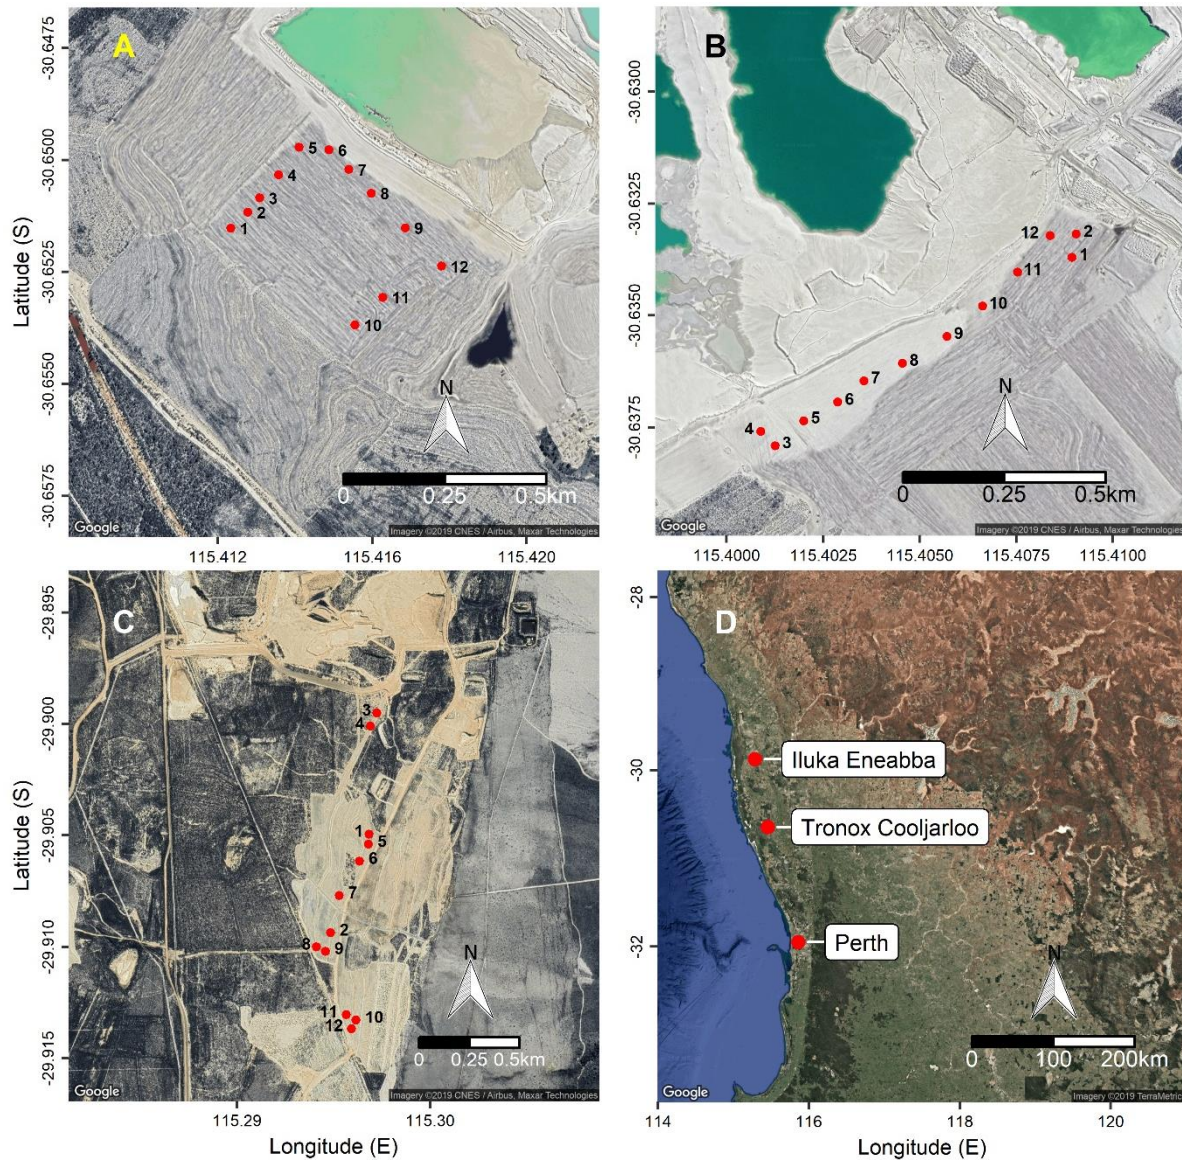 A
-30.6475
-30.6500
-30.6525
-30.6550
-30.6575
Latitude (S)
5
6
7
4
8
3
2
1
9
12
11
10
N
0
0.25
0.5km
Google
Imagery ©2019 CNES / Airbus, Maxar Technologies
115.412
115.416
115.420
B
-30.6300
-30.6325
-30.6350
-30.6375
12
2
1
11
10
9
8
7
6
5
4
3
N
0
0.25
0.5km
Google
Imagery ©2019 CNES / Airbus, Maxar Technologies
115.4000
115.4025
115.4050
115.4075
115.4100
C
-29.895
-29.900
-29.905
-29.910
-29.915
Latitude (S)
3
4
1
5
6
7
2
8
9
11
10
12
N
0
0.25
0.5km
Google
Imagery ©2019 CNES / Airbus, Maxar Technologies
115.29
115.30
Longitude (E)
D
-28
-30
-32
Iluka Eneabba
Tronox Cooljarloo
Perth
N
0
100
200km
Google
Imagery ©2019 TerraMetric
114
116
118
120
Longitude (E)